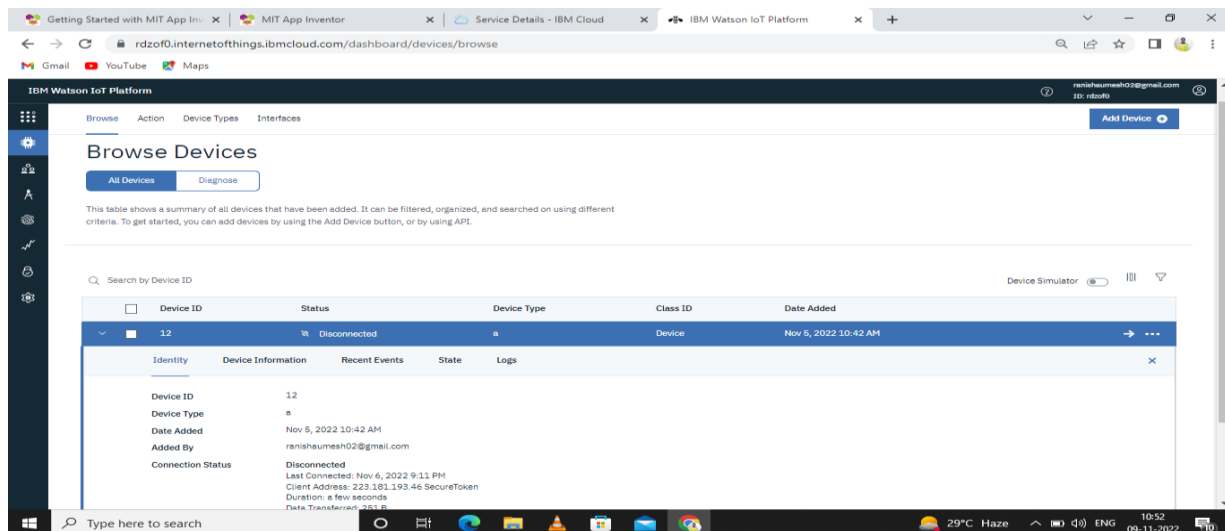 Getting Started with MIT App Inv
MIT App Inventor
Service Details - IBM Cloud
IBM Watson IoT Platform
rdzof0.internetofthings.ibmcloud.com/dashboard/devices/browse
Gmail YouTube Maps
IBM Watson IoT Platform
ranishaumesh02@gmail.com
ID: rdzof0
Browse Action Device Types Interfaces
Add Device
Browse Devices
All Devices Diagnose
This table shows a summary of all devices that have been added. It can be filtered, organized, and searched on using different
criteria. To get started, you can add devices by using the Add Device button, or by using API.
Search by Device ID
Device Simulator
Device ID Status Device Type Class ID Date Added
12 Disconnected a Device Nov 5, 2022 10:42 AM
Identity Device Information Recent Events State Logs
Device ID 12
Device Type a
Date Added Nov 5, 2022 10:42 AM
Added By ranishaumesh02@gmail.com
Connection Status Disconnected
Last Connected: Nov 6, 2022 9:11 PM
Client Address: 223.181.193.46 SecureToken
Duration: a few seconds
Data Transferred: 251 B
Type here to search
29°C Haze
ENG
10:52
09-11-2022